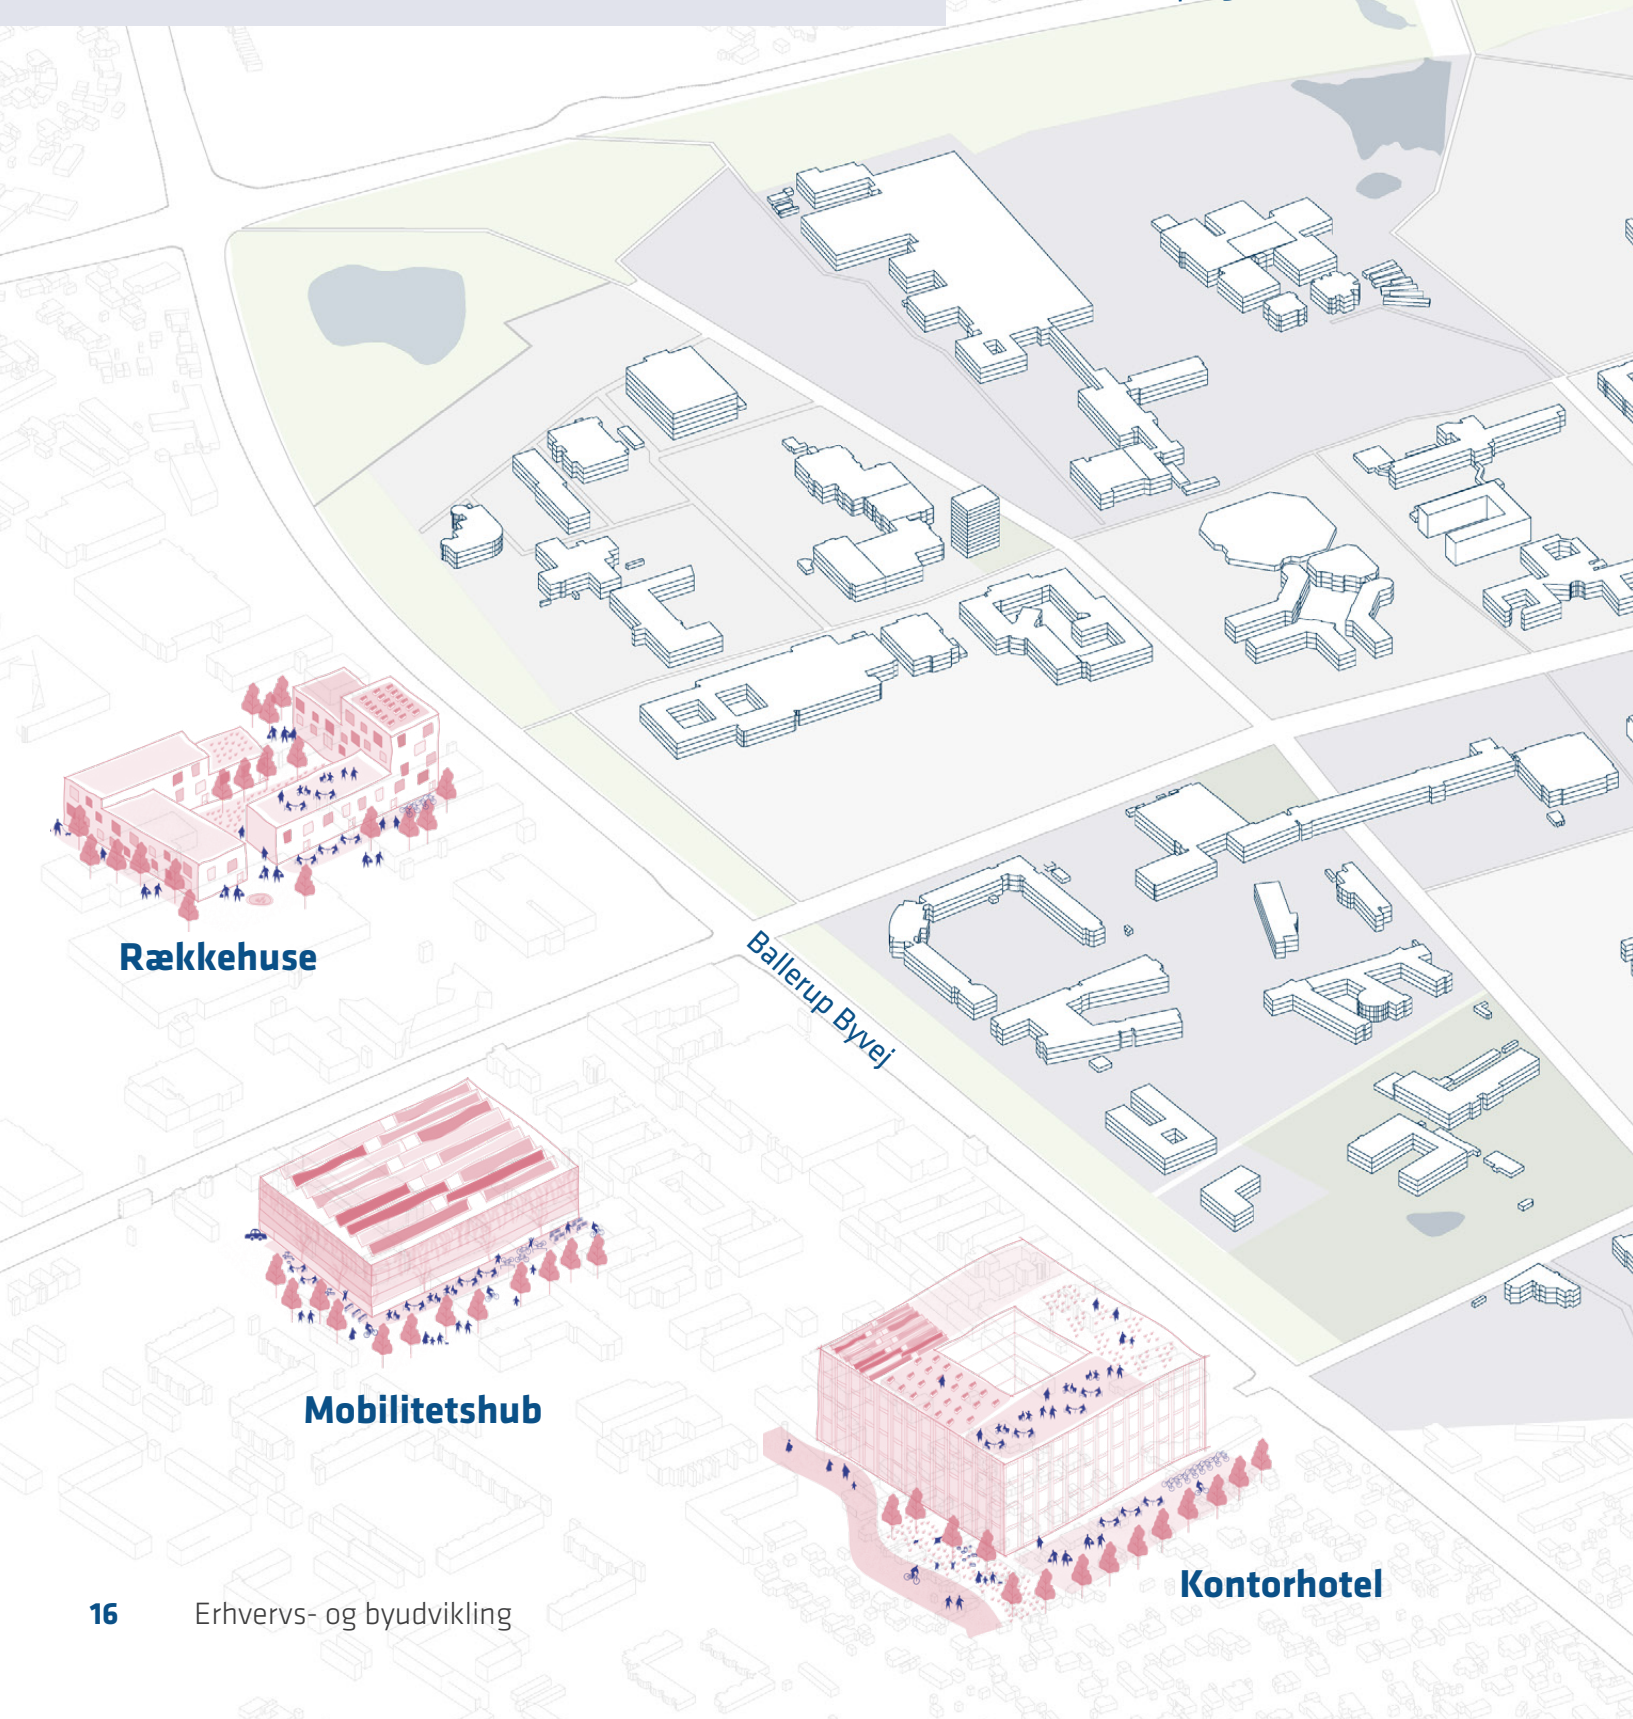 Rækkehuse
Ballerup Byvej
Mobilitetshub
Kontorhotel
16 Erhvervs- og byudvikling